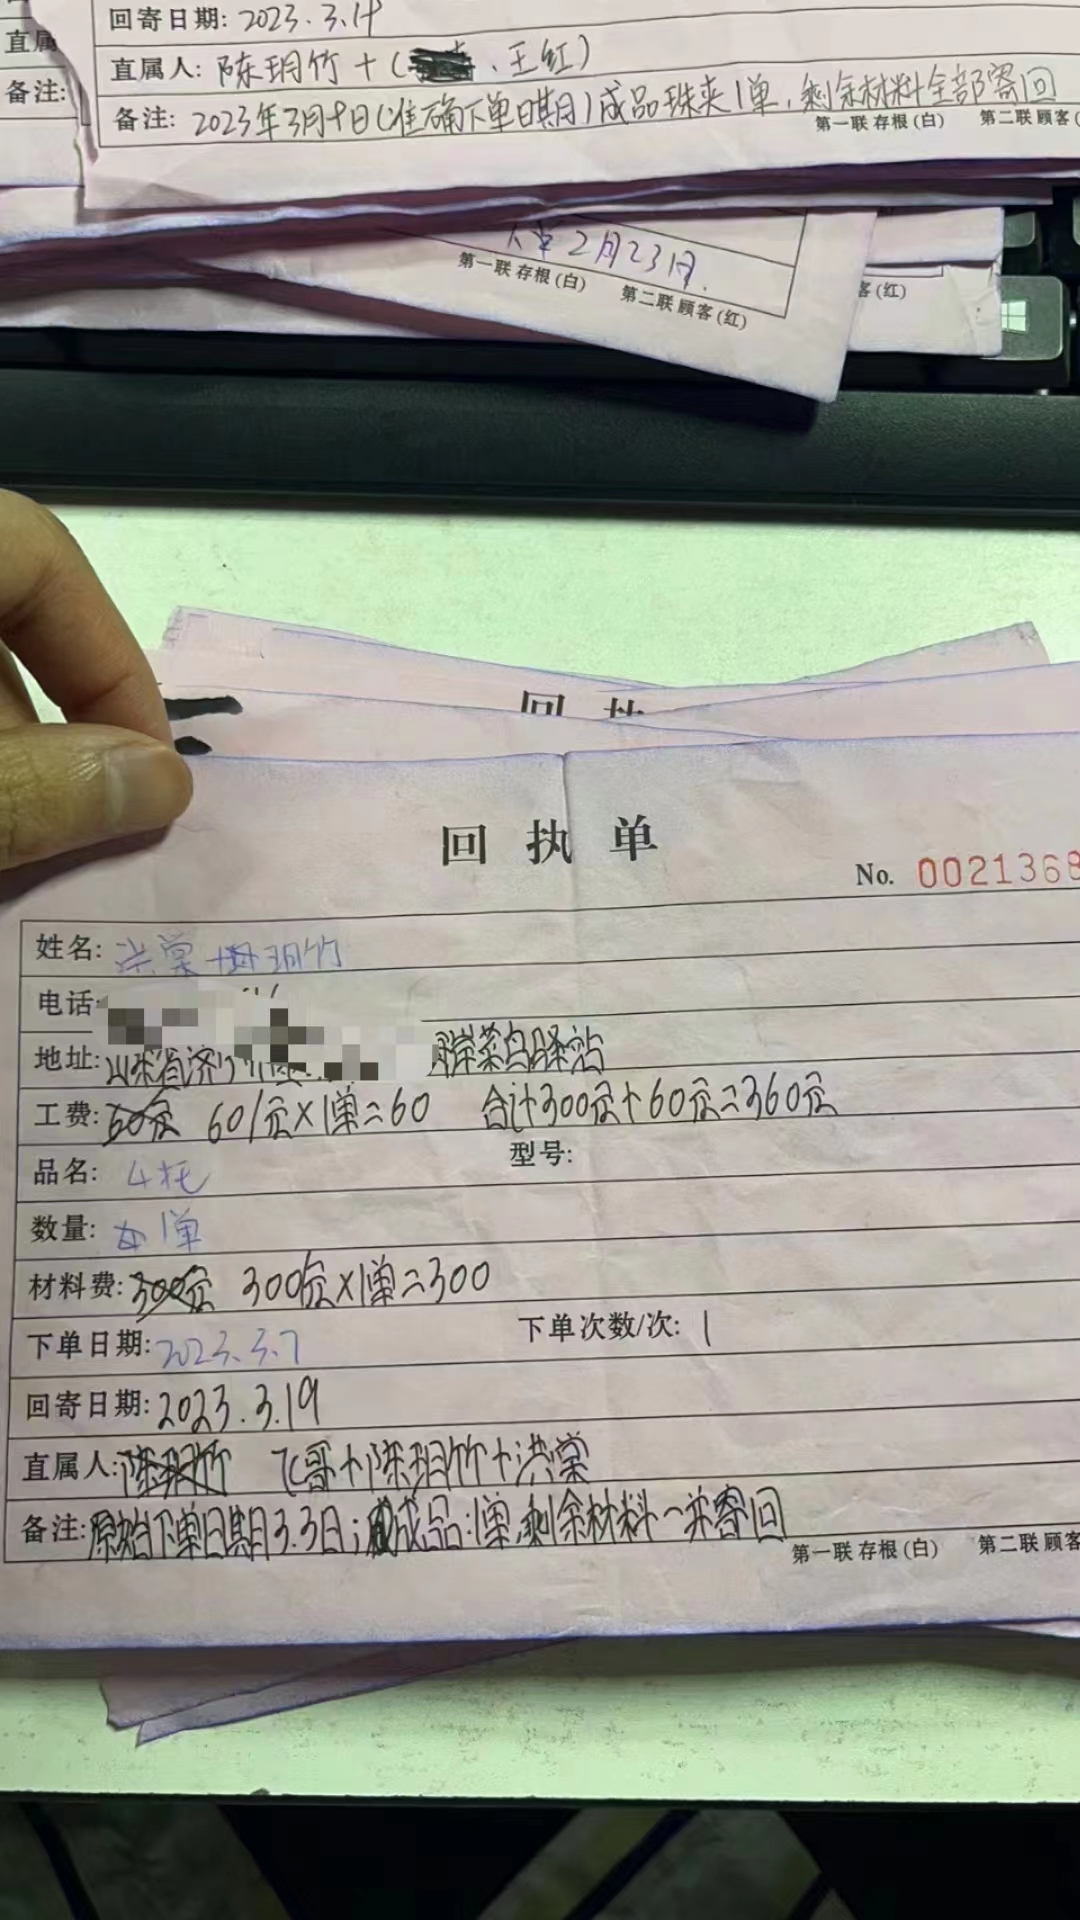 直属
备注:
回寄日期: 2023.3.14
直属人: 陈玥竹+( 、王红)
备注: 2023年3月十日(准确下单日期)成品珠夹1单,剩余材料全部寄回
第一联 存根(白) 第二联 顾客(
单2月23日.
第一联 存根(白) 第二联 顾客(红)
客(红)
回执
回执单
No. 0021368
姓名: 洪棠+陈玥竹
电话:
地址: 山东省济 菜鸟驿站
工费: 60元 60/元×1单=60 合计300元+60元=360元
品名: 4托 型号:
数量: 1单
材料费: 300元 300元×1单=300
下单日期: 2023.3.7 下单次数/次: 1
回寄日期: 2023.3.19
直属人: 陈玥竹 飞哥+陈玥竹+洪棠
备注: 原始下单日期3.3日;成品:1单,剩余材料一并寄回
第一联 存根(白) 第二联 顾客